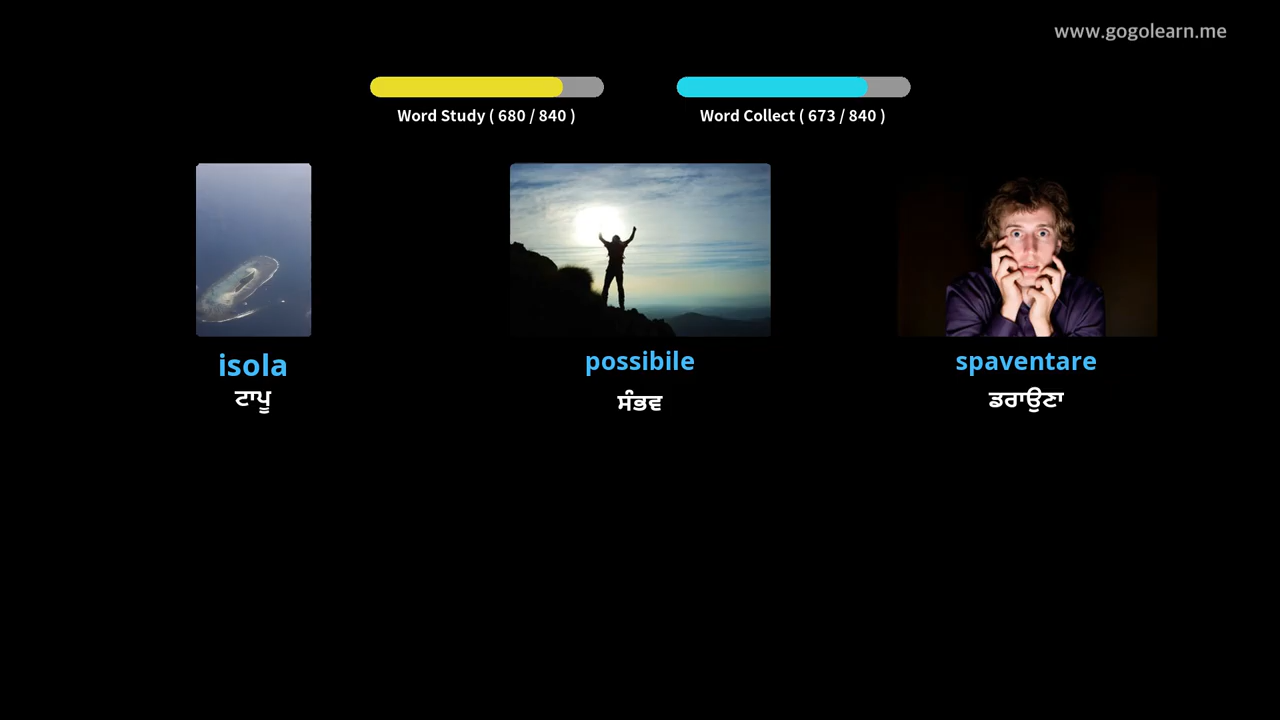 www.gogolearn.me
Word Study ( 680 / 840 )
Word Collect ( 673 / 840 )
isola
possibile
spaventare
ਟਾਪੂ
ਸੰਭਵ
ਡਰਾਉਣਾ